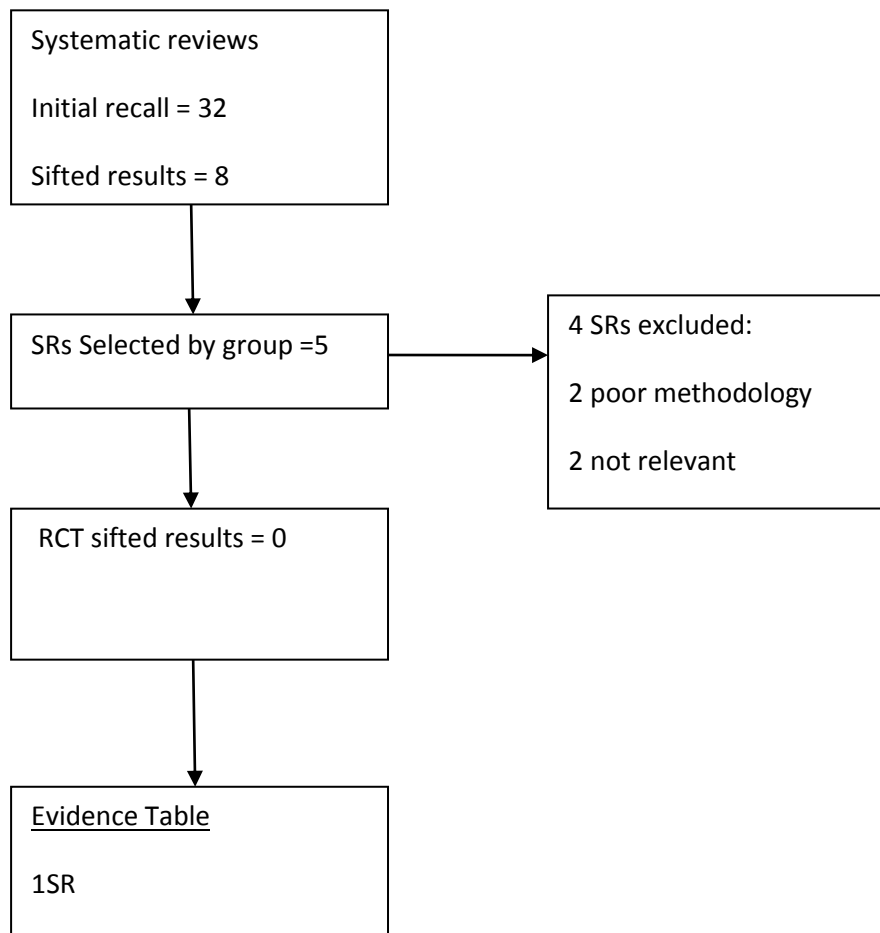 Systematic reviews
Initial recall = 32
Sifted results = 8
SRs Selected by group =5
4 SRs excluded:
2 poor methodology
2 not relevant
RCT sifted results = 0
Evidence Table
1SR